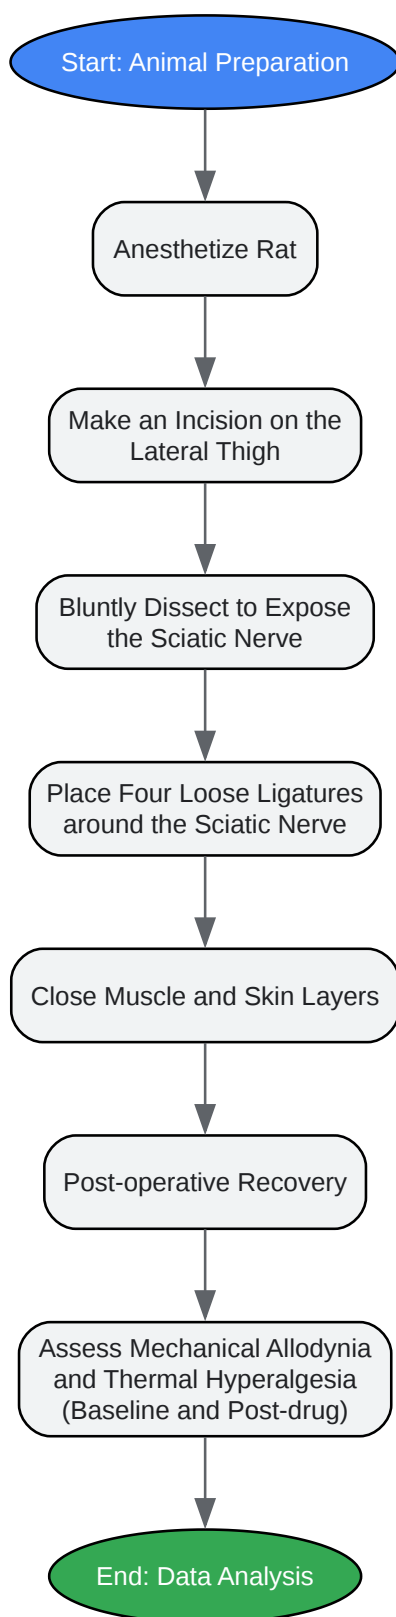 Start: Animal Preparation
Anesthetize Rat
Make an Incision on the
Lateral Thigh
Bluntly Dissect to Expose
the Sciatic Nerve
Place Four Loose Ligatures
around the Sciatic Nerve
Close Muscle and Skin Layers
Post-operative Recovery
Assess Mechanical Allodynia
and Thermal Hyperalgesia
(Baseline and Post-drug)
End: Data Analysis